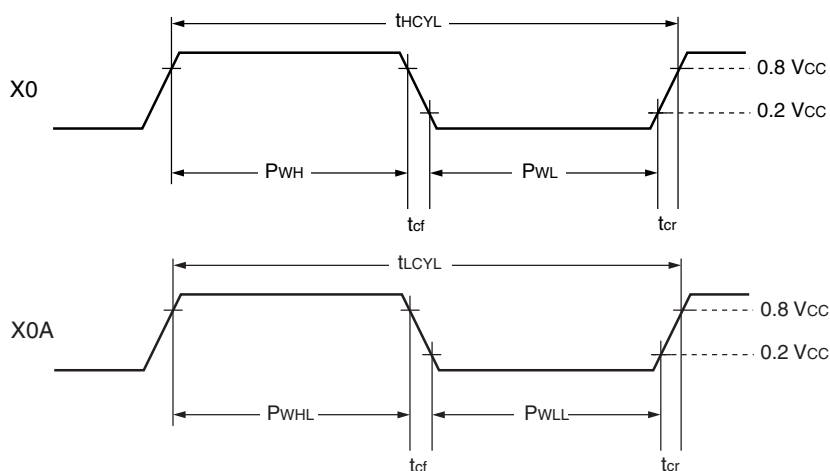 tHCYL
0.8 VCC
X0
0.2 VCC
PWH PWL
tcf tcr
tLCYL
0.8 VCC
X0A
0.2 VCC
PWHL PWLL
tcf tcr